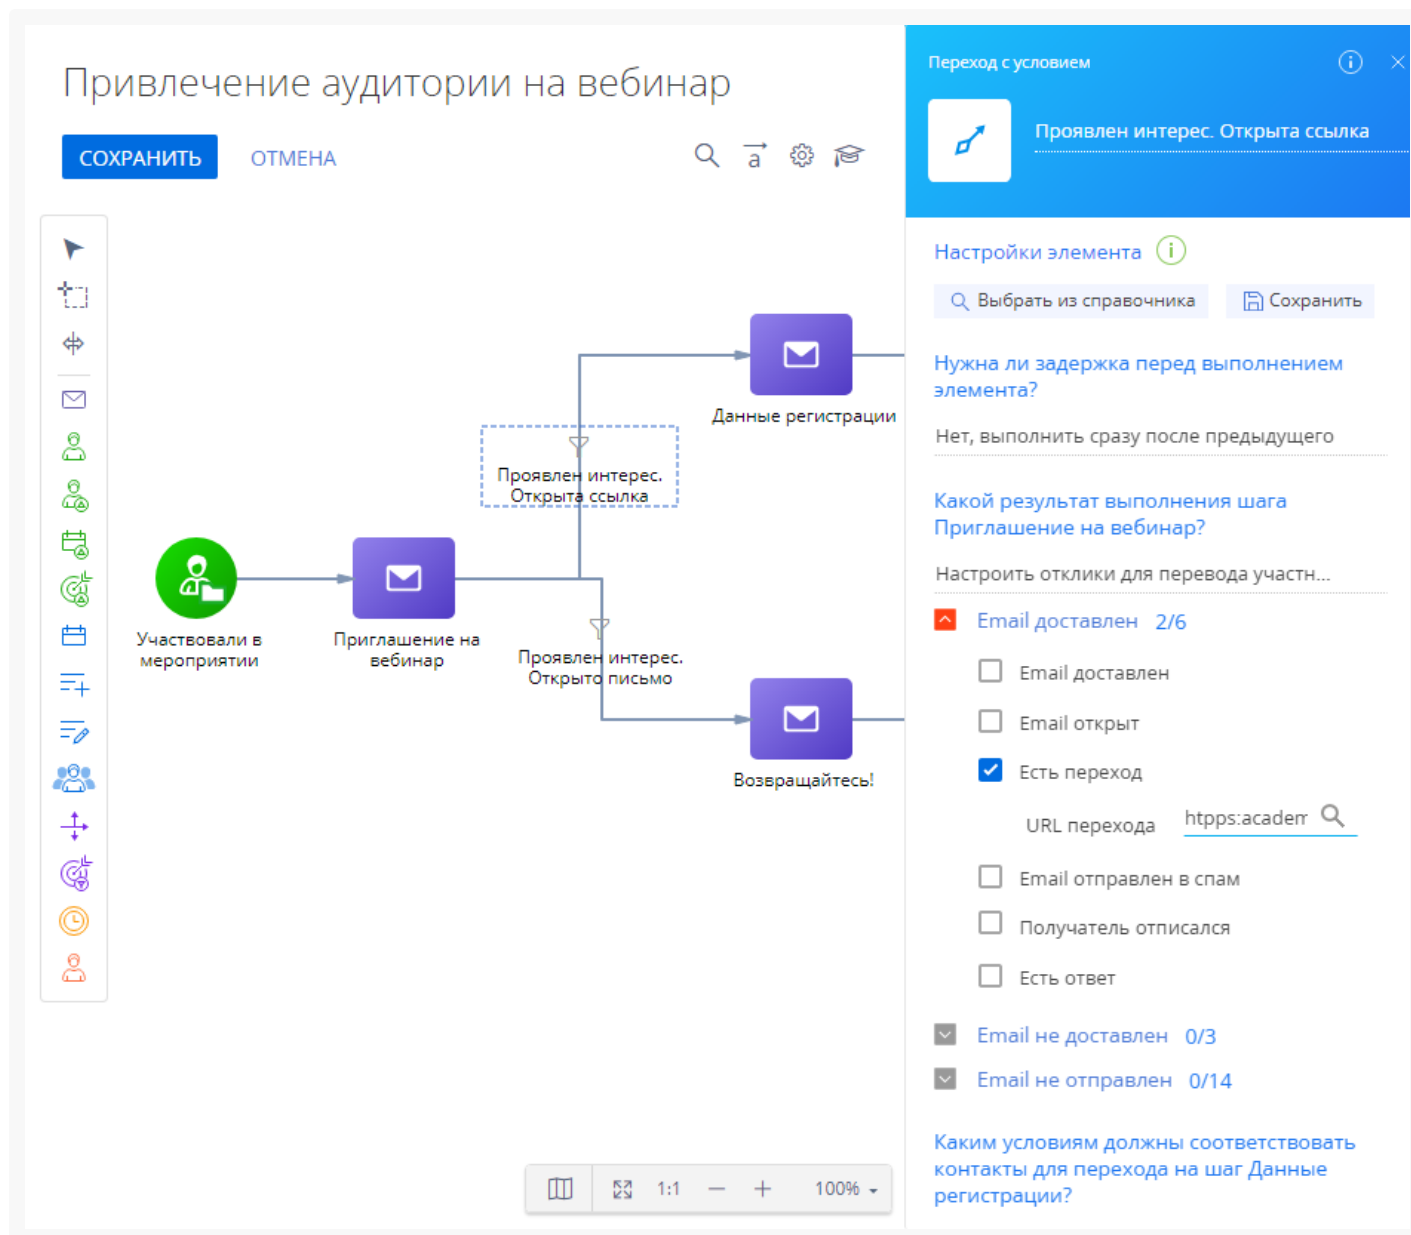 Привлечение аудитории на вебинар
СОХРАНИТЬ
ОТМЕНА
a
Данные регистрации
Проявлен интерес.
Открыта ссылка
Участвовали в
мероприятии
Приглашение на
вебинар
Проявлен интерес.
Открыто письмо
Возвращайтесь!
1:1
100%
Переход с условием
i
Проявлен интерес. Открыта ссылка
Настройки элемента
i
Выбрать из справочника
Сохранить
Нужна ли задержка перед выполнением
элемента?
Нет, выполнить сразу после предыдущего
Какой результат выполнения шага
Приглашение на вебинар?
Настроить отклики для перевода участн...
Email доставлен 2/6
Email доставлен
Email открыт
Есть переход
URL перехода
htpps:academ
Email отправлен в спам
Получатель отписался
Есть ответ
Email не доставлен 0/3
Email не отправлен 0/14
Каким условиям должны соответствовать
контакты для перехода на шаг Данные
регистрации?